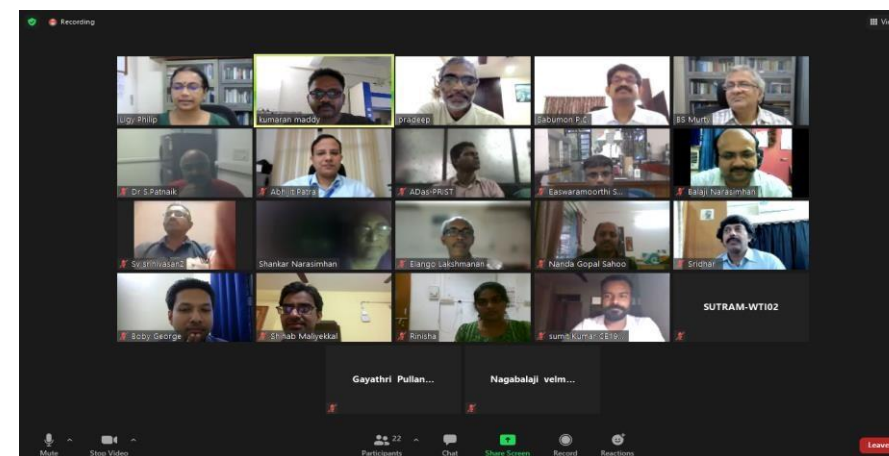 Recording
Vi
Ligy Philip
kumaran maddy
pradeep
Sabumon P.C.
BS Murty
Dr S.Patnaik
Abhijit Patra
ADas-PRIST
Easwaramoorthi S...
Balaji Narasimhan
Shankar Narasimhan
Elango Lakshmanan
Nanda Gopal Sahoo
Sridhar
Boby George
Shihab Maliyekkal
Rinisha
sumit Kumar CE19...
SUTRAM-WTI02
Gayathri Pullan...
Nagabalaji velm...
Mute
Stop Video
22
Participants
Chat
Share Screen
Record
Reactions
Leave